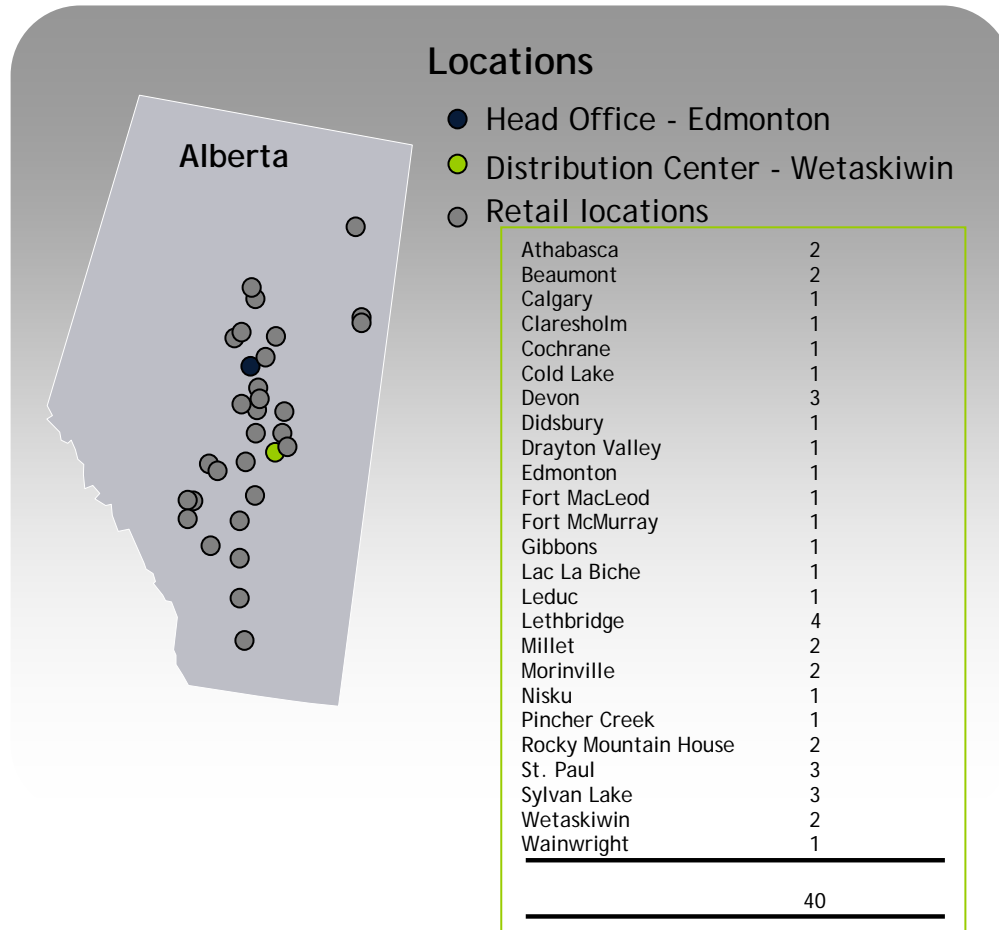 Locations
Alberta
Head Office - Edmonton
Distribution Center - Wetaskiwin
Retail locations
Athabasca 2
Beaumont 2
Calgary 1
Claresholm 1
Cochrane 1
Cold Lake 1
Devon 3
Didsbury 1
Drayton Valley 1
Edmonton 1
Fort MacLeod 1
Fort McMurray 1
Gibbons 1
Lac La Biche 1
Leduc 1
Lethbridge 4
Millet 2
Morinville 2
Nisku 1
Pincher Creek 1
Rocky Mountain House 2
St. Paul 3
Sylvan Lake 3
Wetaskiwin 2
Wainwright 1
40